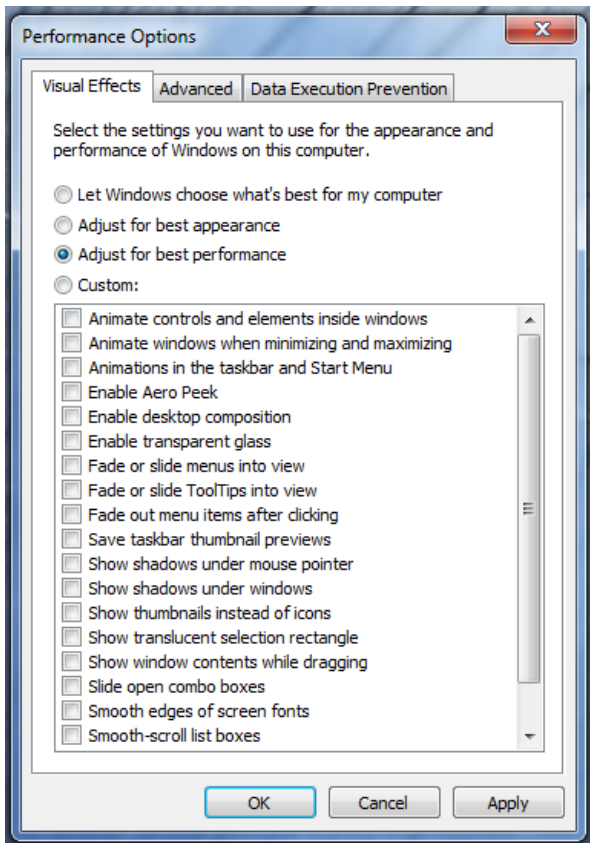 Performance Options
X
Visual Effects Advanced Data Execution Prevention
Select the settings you want to use for the appearance and
performance of Windows on this computer.
Let Windows choose what's best for my computer
Adjust for best appearance
Adjust for best performance
Custom:
Animate controls and elements inside windows
Animate windows when minimizing and maximizing
Animations in the taskbar and Start Menu
Enable Aero Peek
Enable desktop composition
Enable transparent glass
Fade or slide menus into view
Fade or slide ToolTips into view
Fade out menu items after clicking
Save taskbar thumbnail previews
Show shadows under mouse pointer
Show shadows under windows
Show thumbnails instead of icons
Show translucent selection rectangle
Show window contents while dragging
Slide open combo boxes
Smooth edges of screen fonts
Smooth-scroll list boxes
OK Cancel Apply